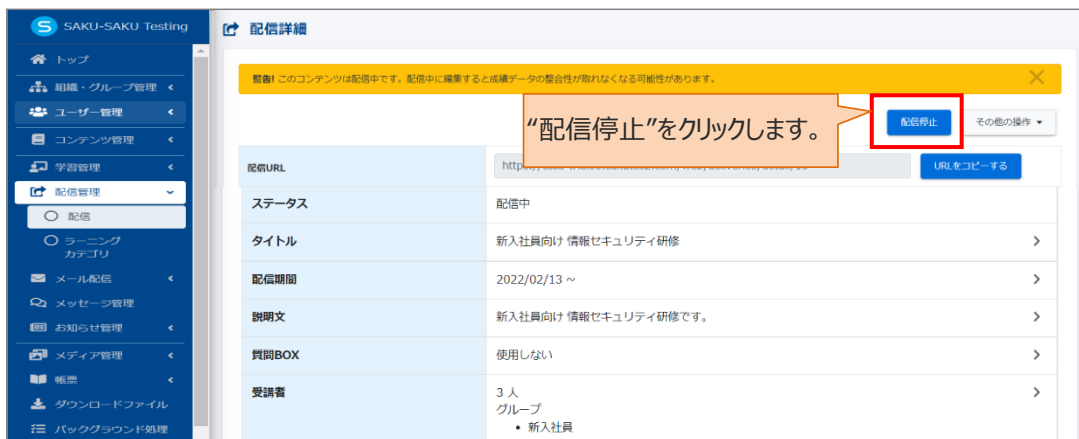 SAKU-SAKU Testing
トップ
組織・グループ管理
ユーザー管理
コンテンツ管理
学習管理
配信管理
配信
ラーニング
カテゴリ
メール配信
メッセージ管理
お知らせ管理
メディア管理
帳票
ダウンロードファイル
バックグラウンド処理
配信詳細
警告! このコンテンツは配信中です。配信中に編集すると成績データの整合性が取れなくなる可能性があります。
“配信停止”をクリックします。
配信停止
その他の操作
配信URL
URLをコピーする
ステータス 配信中
タイトル 新入社員向け 情報セキュリティ研修
配信期間 2022/02/13 ~
説明文 新入社員向け 情報セキュリティ研修です。
質問BOX 使用しない
受講者 3 人
グループ
• 新入社員